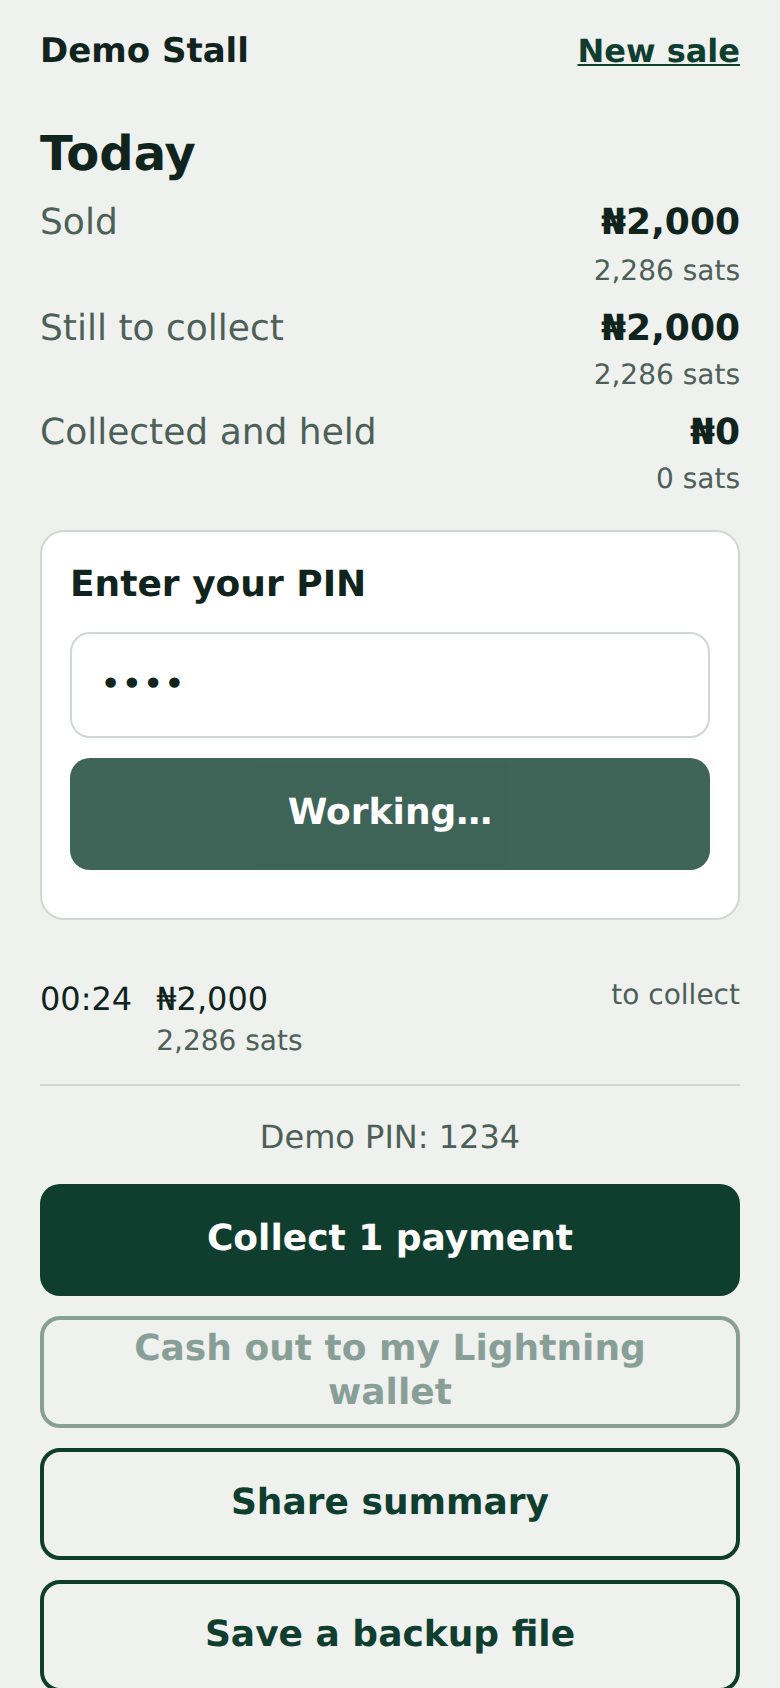 Demo Stall
New sale
Today
Sold
₦2,000
2,286 sats
Still to collect
₦2,000
2,286 sats
Collected and held
₦0
0 sats
Enter your PIN
••••
Working…
00:24 ₦2,000
to collect
2,286 sats
Demo PIN: 1234
Collect 1 payment
Cash out to my Lightning
wallet
Share summary
Save a backup file